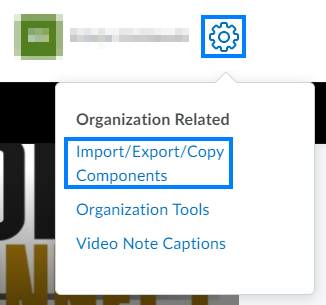 Organization Related
Import/Export/Copy
Components
Organization Tools
Video Note Captions